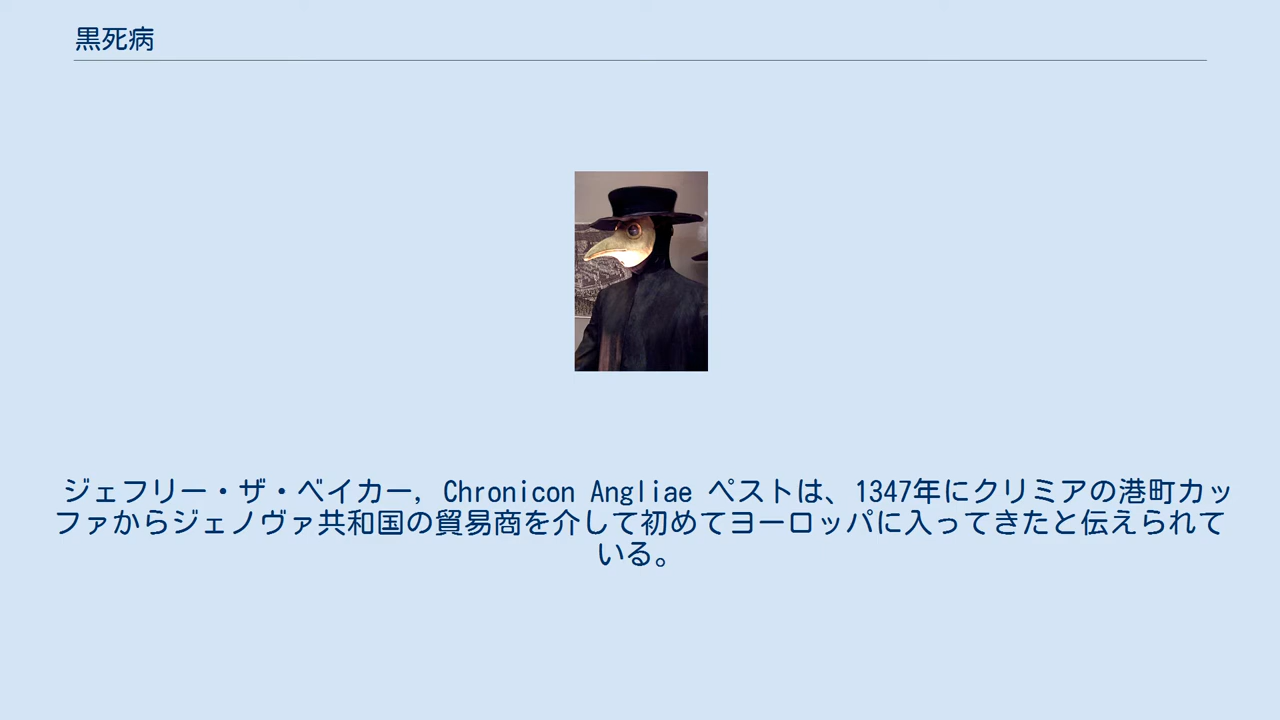 黒死病
ジェフリー・ザ・ベイカー, Chronicon Angliae ペストは、1347年にクリミアの港町カッ
ファからジェノヴァ共和国の貿易商を介して初めてヨーロッパに入ってきたと伝えられて
いる。